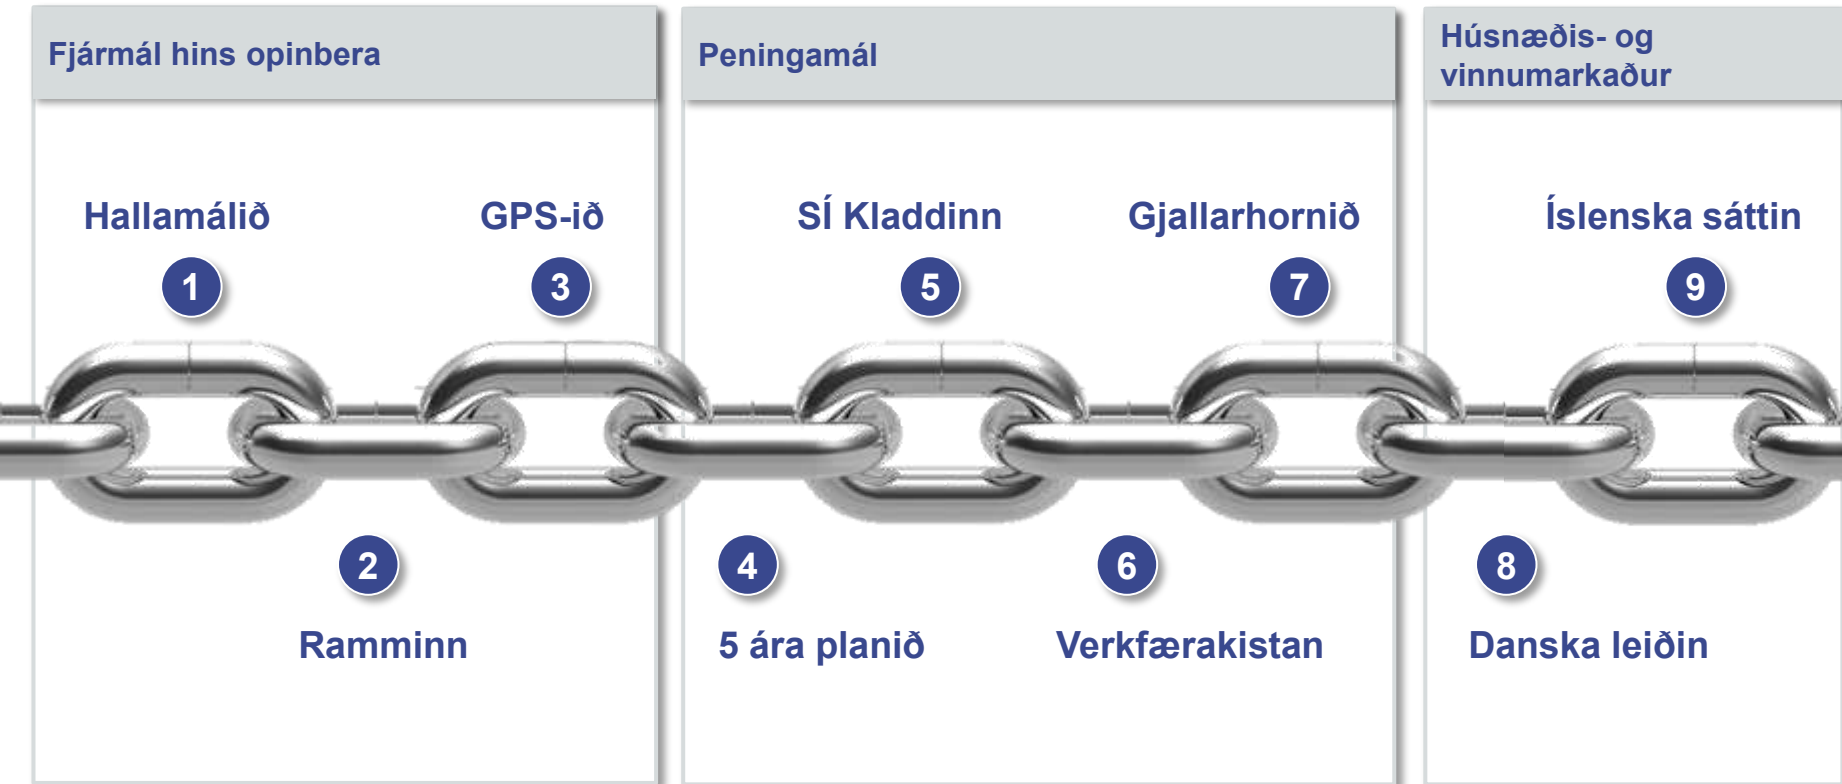 Fjármál hins opinbera
Hallamálið
GPS-ið
1
3
2
Ramminn
Peningamál
SÍ Kladdinn
Gjallarhornið
5
7
4
6
5 ára planið
Verkfærakistan
Húsnæðis- og
vinnumarkaður
Íslenska sáttin
9
8
Danska leiðin